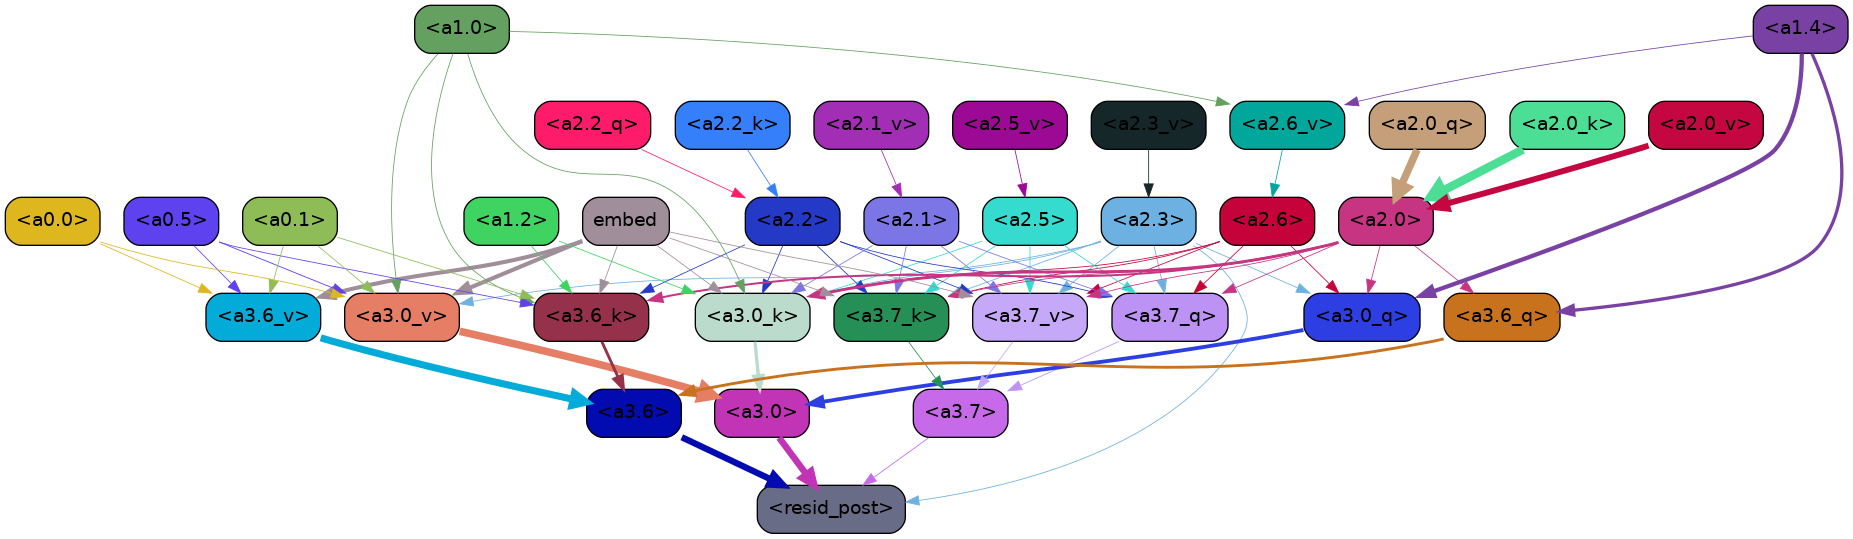 <a1.0>
<a1.4>
<a2.2_q>
<a2.2_k>
<a2.1_v>
<a2.5_v>
<a2.3_v>
<a2.6_v>
<a2.0_q>
<a2.0_k>
<a2.0_v>
<a0.0>
<a0.5>
<a0.1>
<a1.2>
embed
<a2.2>
<a2.1>
<a2.5>
<a2.3>
<a2.6>
<a2.0>
<a3.6_v>
<a3.0_v>
<a3.6_k>
<a3.0_k>
<a3.7_k>
<a3.7_v>
<a3.7_q>
<a3.0_q>
<a3.6_q>
<a3.6>
<a3.0>
<a3.7>
<resid_post>